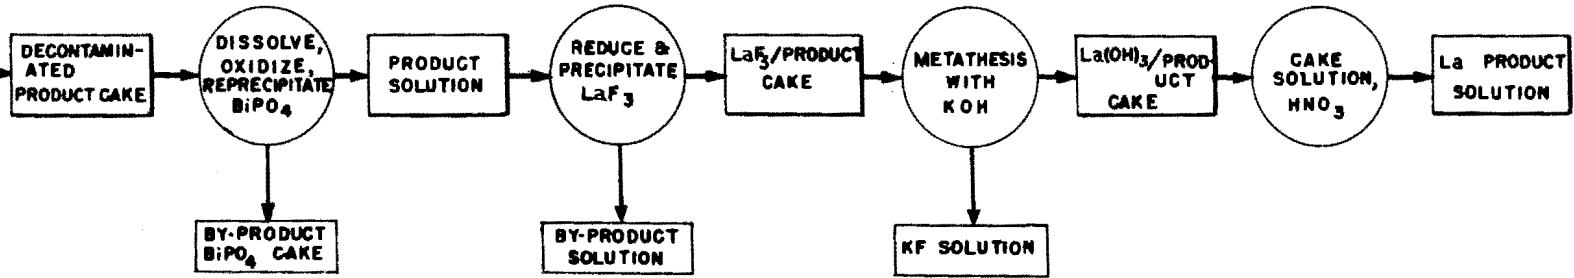 DECONTAMIN-
ATED
PRODUCT CAKE
DISSOLVE,
OXIDIZE,
REPRECIPITATE
BiPO₄
PRODUCT
SOLUTION
REDUCE &
PRECIPITATE
LaF₃
LaF₃/PRODUCT
CAKE
METATHESIS
WITH
KOH
La(OH)₃/PROD-
UCT
CAKE
CAKE
SOLUTION,
HNO₃
La PRODUCT
SOLUTION
BY-PRODUCT
BiPO₄ CAKE
BY-PRODUCT
SOLUTION
KF SOLUTION